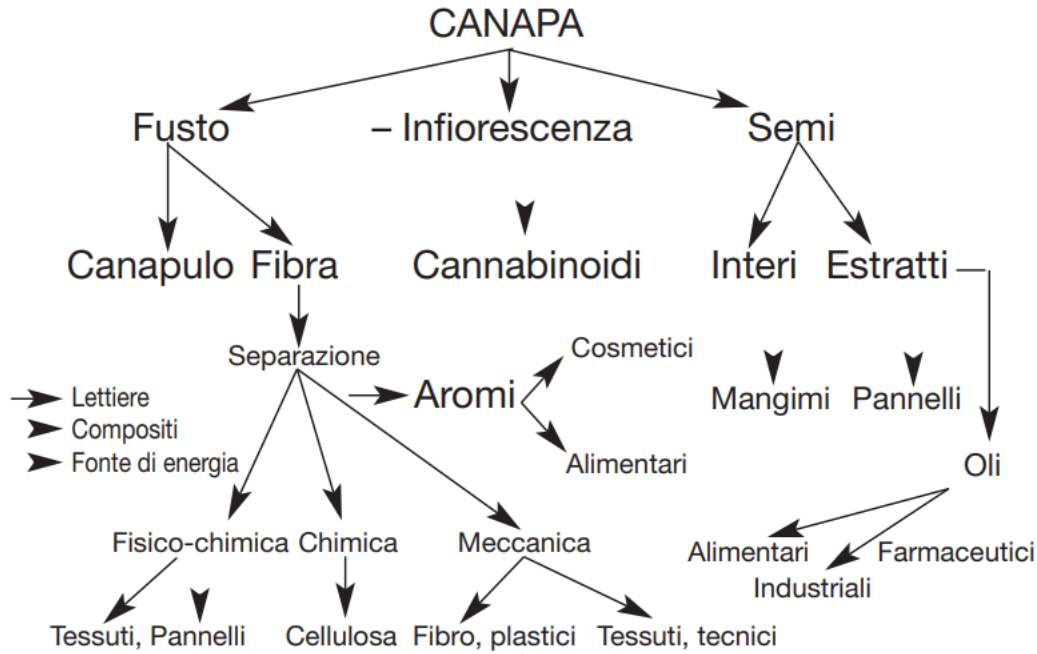 CANAPA
Fusto – Infiorescenza Semi
Canapulo Fibra Cannabinoidi Interi Estratti
Separazione Cosmetici
Lettiere Aromi Mangimi Pannelli
Compositi
Fonte di energia Alimentari Oli
Fisico-chimica Chimica Meccanica Alimentari Farmaceutici
Industriali
Tessuti, Pannelli Cellulosa Fibro, plastici Tessuti, tecnici